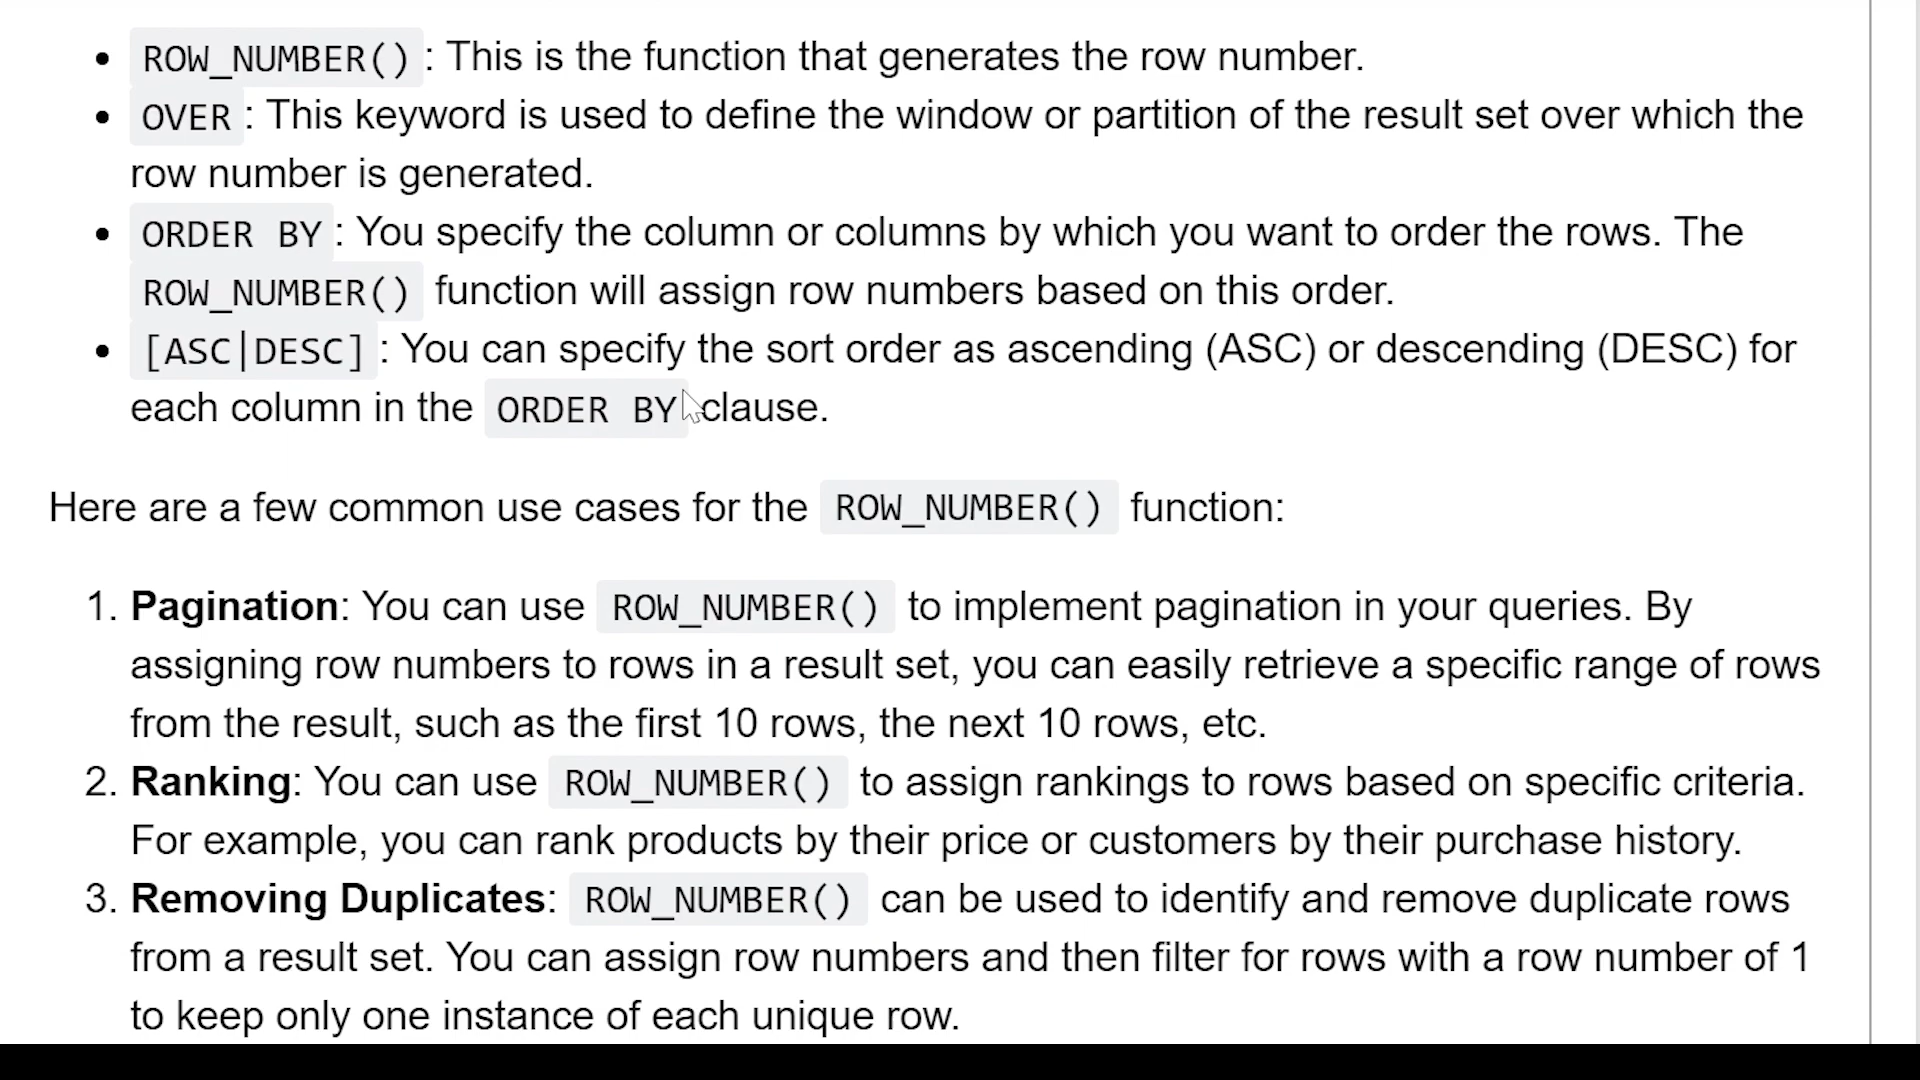 • ROW_NUMBER() : This is the function that generates the row number.
• OVER : This keyword is used to define the window or partition of the result set over which the
row number is generated.
• ORDER BY : You specify the column or columns by which you want to order the rows. The
ROW_NUMBER() function will assign row numbers based on this order.
• [ASC|DESC] : You can specify the sort order as ascending (ASC) or descending (DESC) for
each column in the ORDER BY clause.
Here are a few common use cases for the ROW_NUMBER() function:
1. Pagination: You can use ROW_NUMBER() to implement pagination in your queries. By
assigning row numbers to rows in a result set, you can easily retrieve a specific range of rows
from the result, such as the first 10 rows, the next 10 rows, etc.
2. Ranking: You can use ROW_NUMBER() to assign rankings to rows based on specific criteria.
For example, you can rank products by their price or customers by their purchase history.
3. Removing Duplicates: ROW_NUMBER() can be used to identify and remove duplicate rows
from a result set. You can assign row numbers and then filter for rows with a row number of 1
to keep only one instance of each unique row.